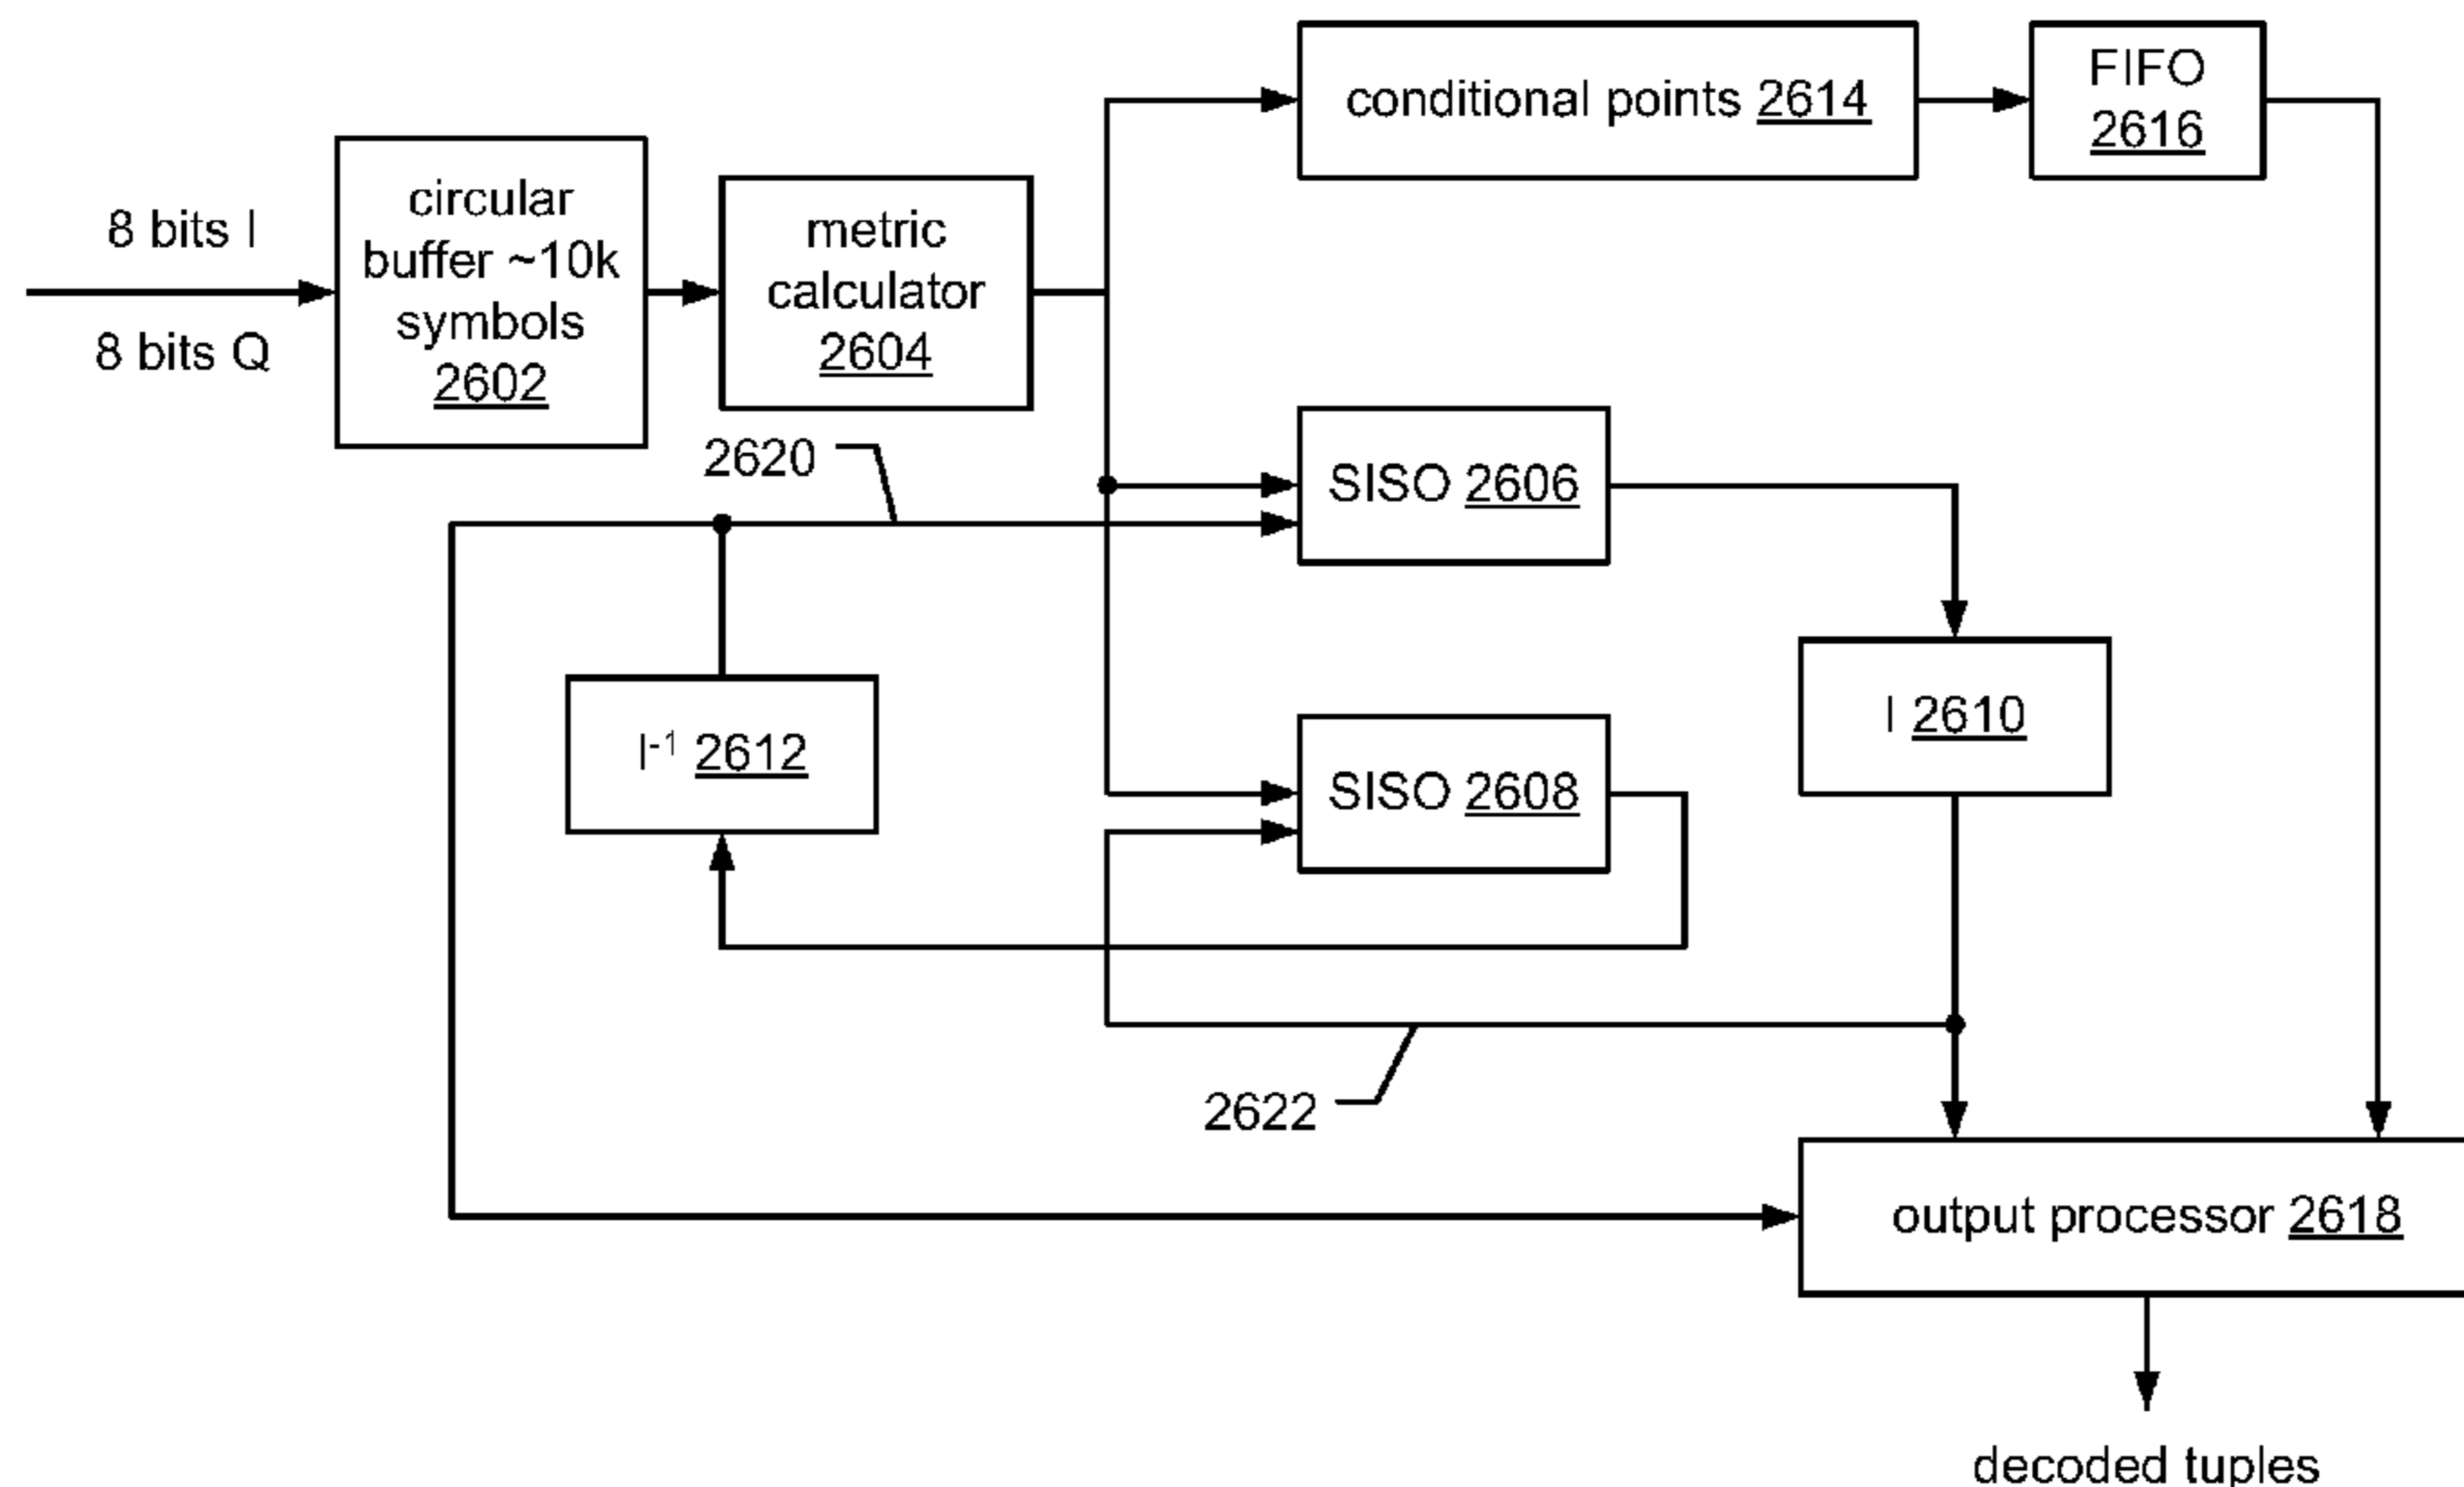 conditional points 2614
FIFO
2616
8 bits I
8 bits Q
circular
buffer ~10k
symbols
2602
metric
calculator
2604
2620
SISO 2606
I 2610
I-1 2612
SISO 2608
2622
output processor 2618
decoded tuples